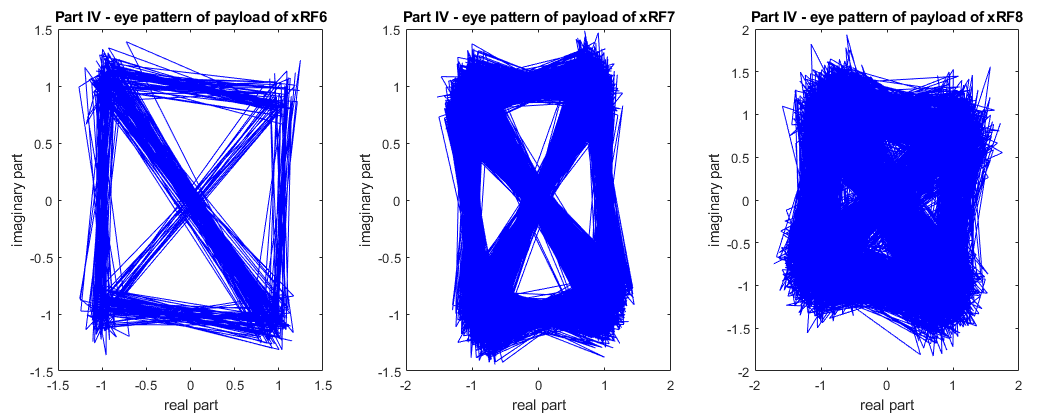 Part IV - eye pattern of payload of xRF6
1.5
1
0.5
0
-0.5
-1
-1.5
-1.5 -1 -0.5 0 0.5 1 1.5
real part
imaginary part
Part IV - eye pattern of payload of xRF7
1.5
1
0.5
0
-0.5
-1
-1.5
-2 -1 0 1 2
real part
imaginary part
Part IV - eye pattern of payload of xRF8
2
1.5
1
0.5
0
-0.5
-1
-1.5
-2
-2 -1 0 1 2
real part
imaginary part